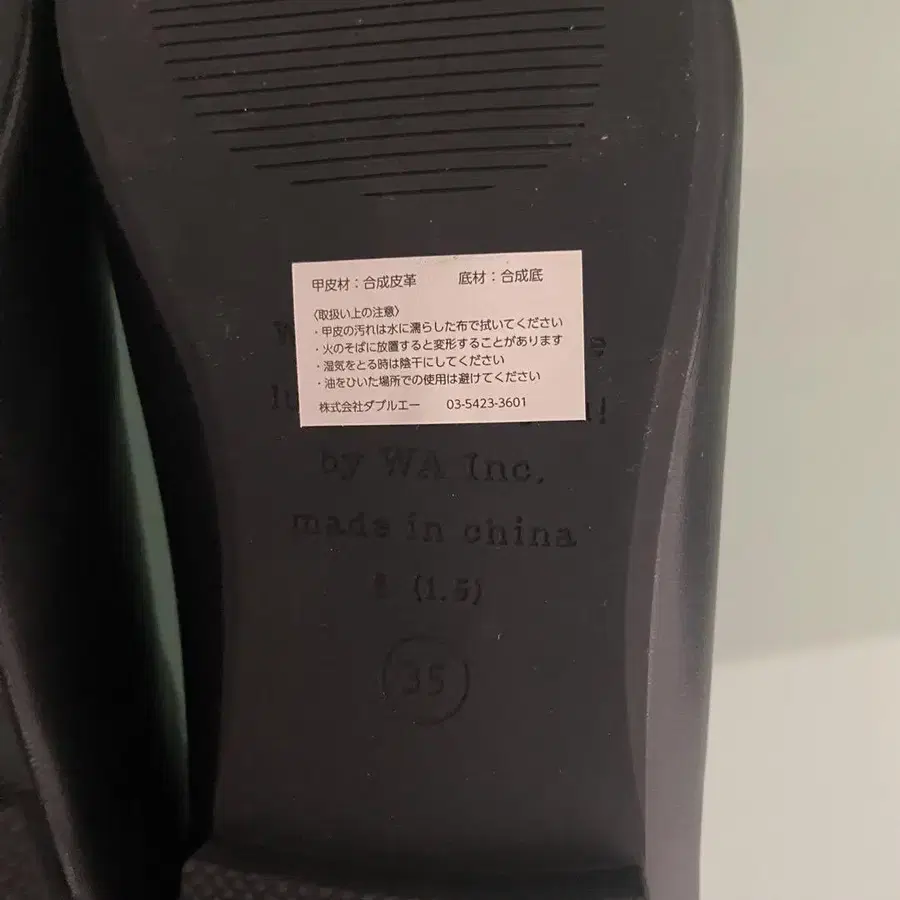 甲皮材：合成皮革　底材：合成底
〈取扱い上の注意〉
・甲皮の汚れは水に濡らした布で拭いてください
・火のそばに放置すると変形することがあります
・湿気をとる時は陰干にしてください
・油をひいた場所での使用は避けてください
株式会社ダブルエー　03-5423-3601
by WA Inc.
made in china
(1.5)
35